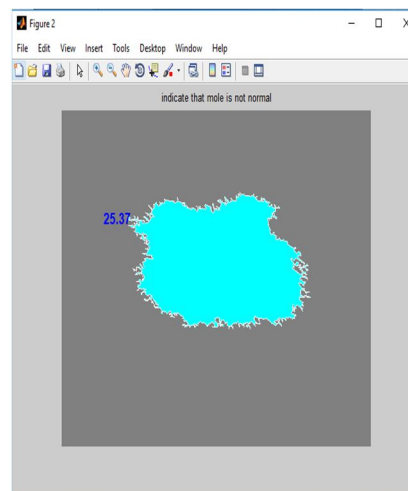 Figure 2
File Edit View Insert Tools Desktop Window Help
indicate that mole is not normal
25.37